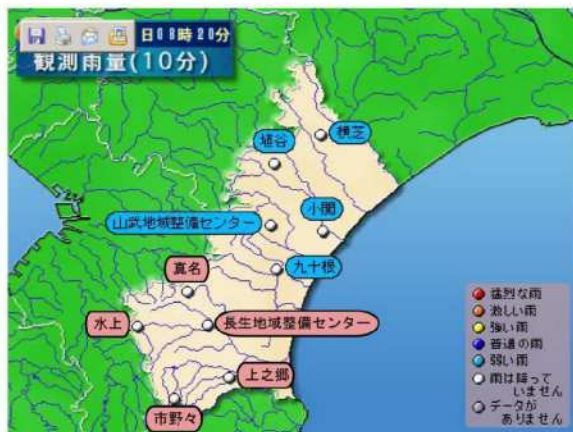 日08時20分
観測雨量(10分)
横芝
埴谷
小関
山武地域整備センター
九十根
真名
水上
長生地域整備センター
上之郷
市野々
猛烈な雨
激しい雨
強い雨
普通の雨
弱い雨
雨は降って
いません
データが
ありません